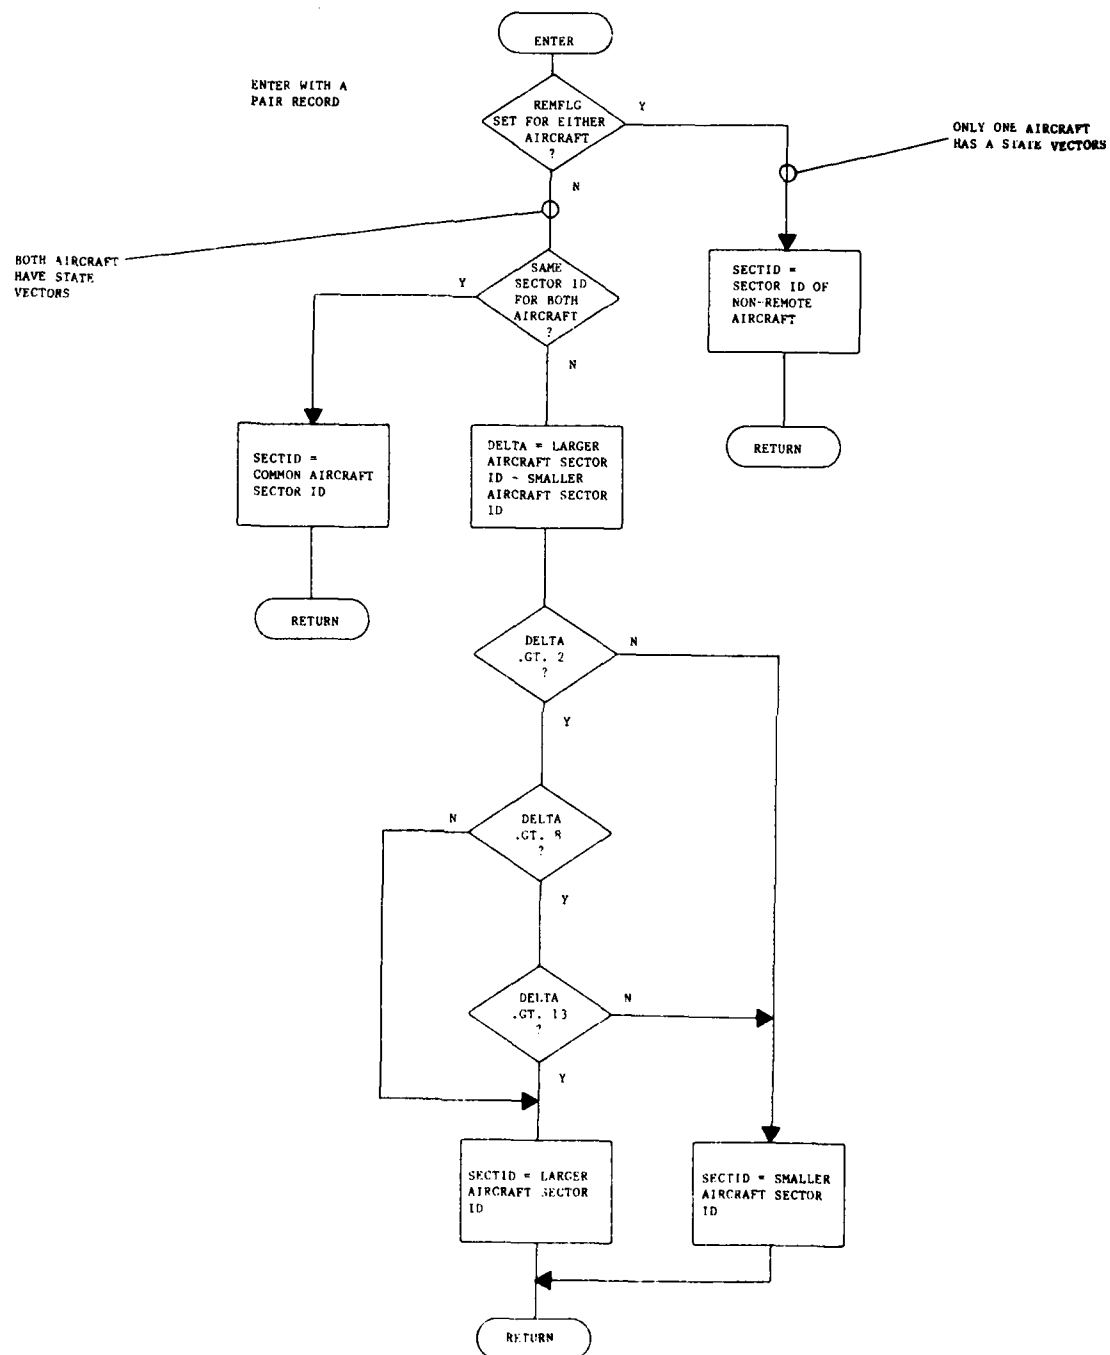 ENTER
ENTER WITH A
PAIR RECORD
REMFLG
SET FOR EITHER
AIRCRAFT
?
Y
ONLY ONE AIRCRAFT
HAS A STATE VECTORS
N
BOTH AIRCRAFT
HAVE STATE
VECTORS
SAME
SECTOR ID
FOR BOTH
AIRCRAFT
?
Y
SECTID =
SECTOR ID OF
NON-REMOTE
AIRCRAFT
N
RETURN
SECTID =
COMMON AIRCRAFT
SECTOR ID
DELTA = LARGER
AIRCRAFT SECTOR
ID - SMALLER
AIRCRAFT SECTOR
ID
RETURN
DELTA
.GT. 2
?
N
Y
DELTA
.GT. 8
?
N
Y
DELTA
.GT. 13
?
N
Y
SECTID = LARGER
AIRCRAFT SECTOR
ID
SECTID = SMALLER
AIRCRAFT SECTOR
ID
RETURN